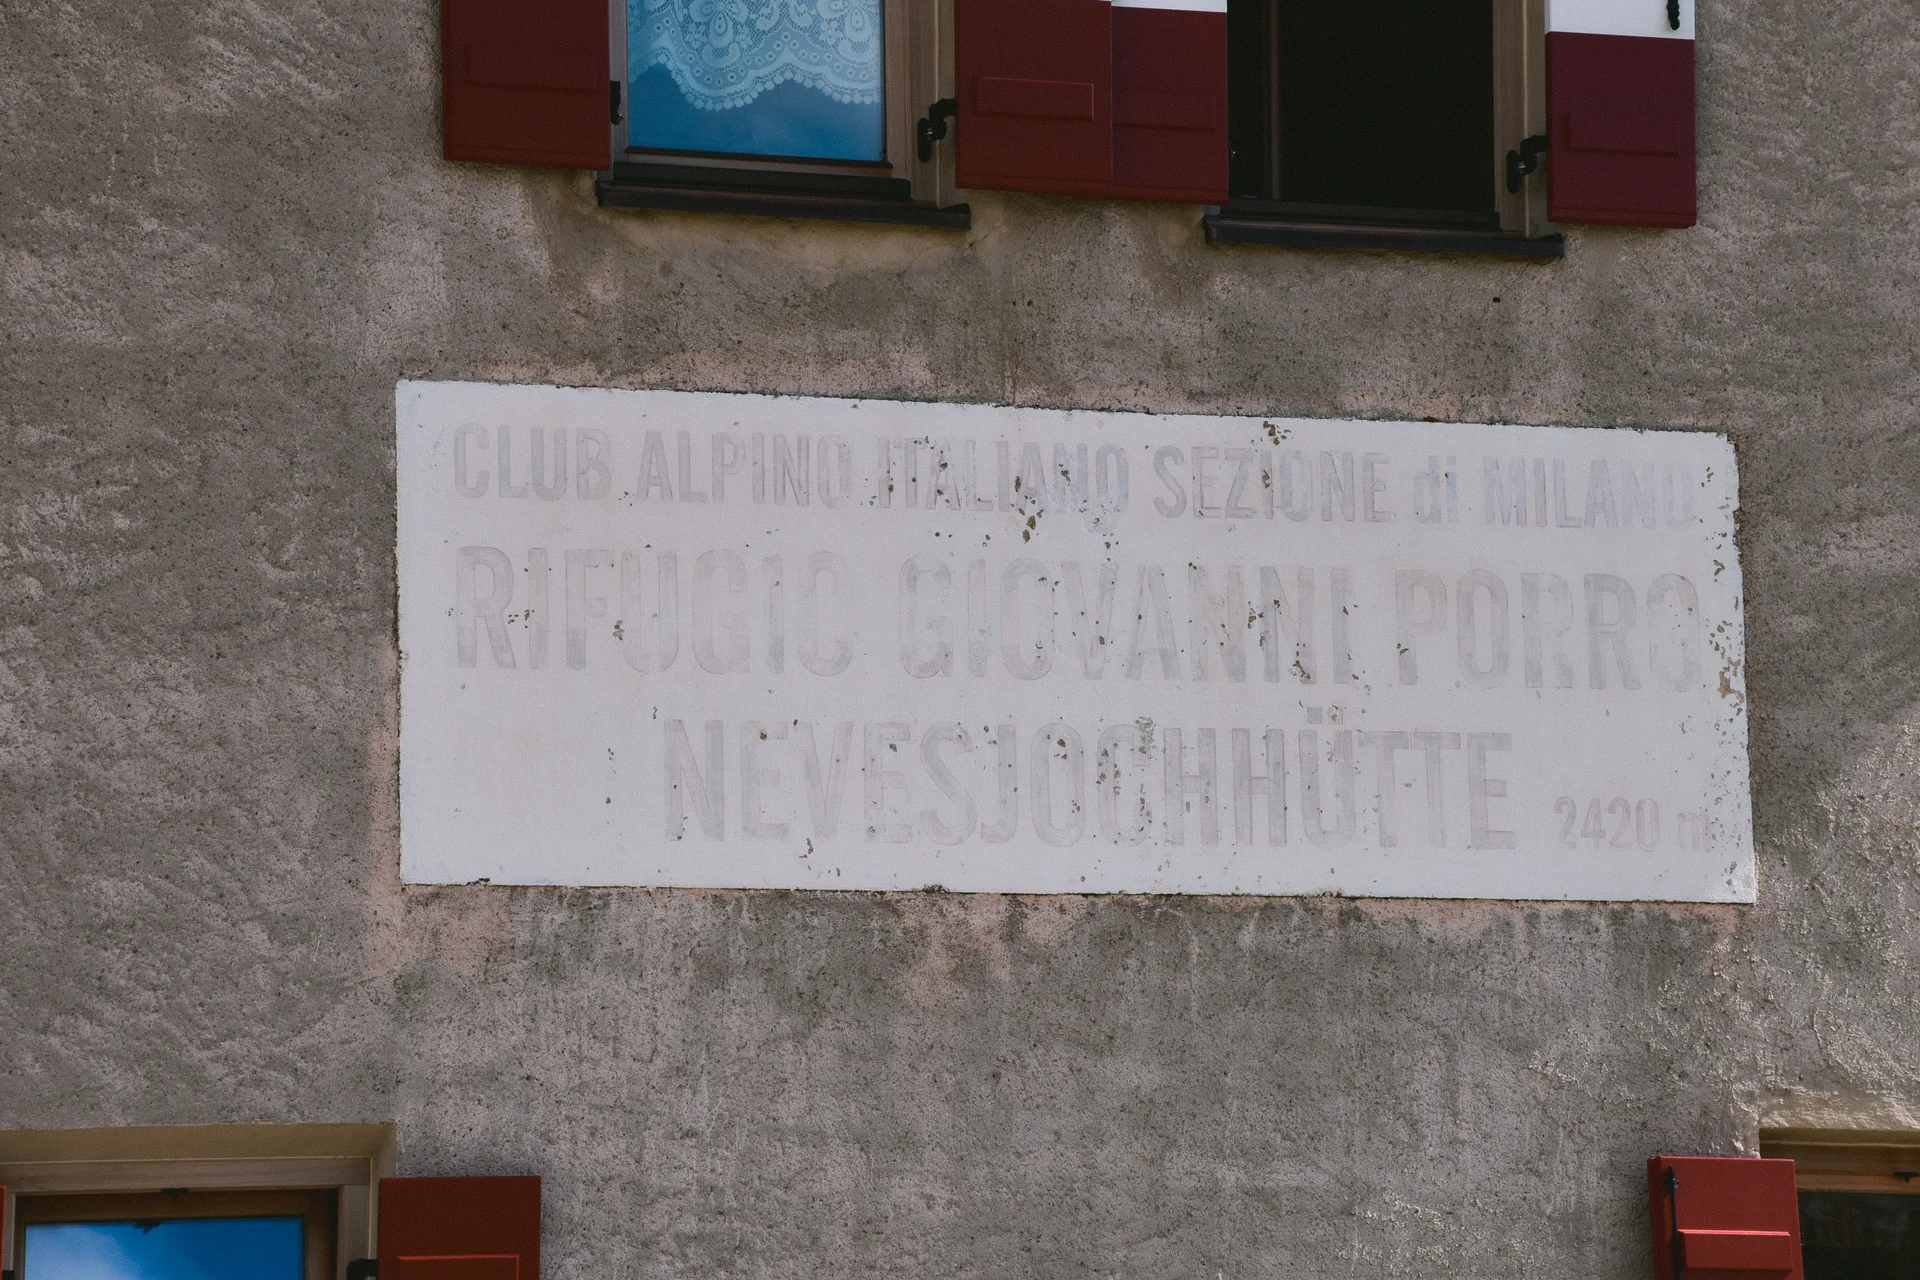 CLUB ALPINO ITALIANO SEZIONE di MILANO
RIFUGIO GIOVANNI PORRO
NEVESJOCHHÜTTE 2420 m